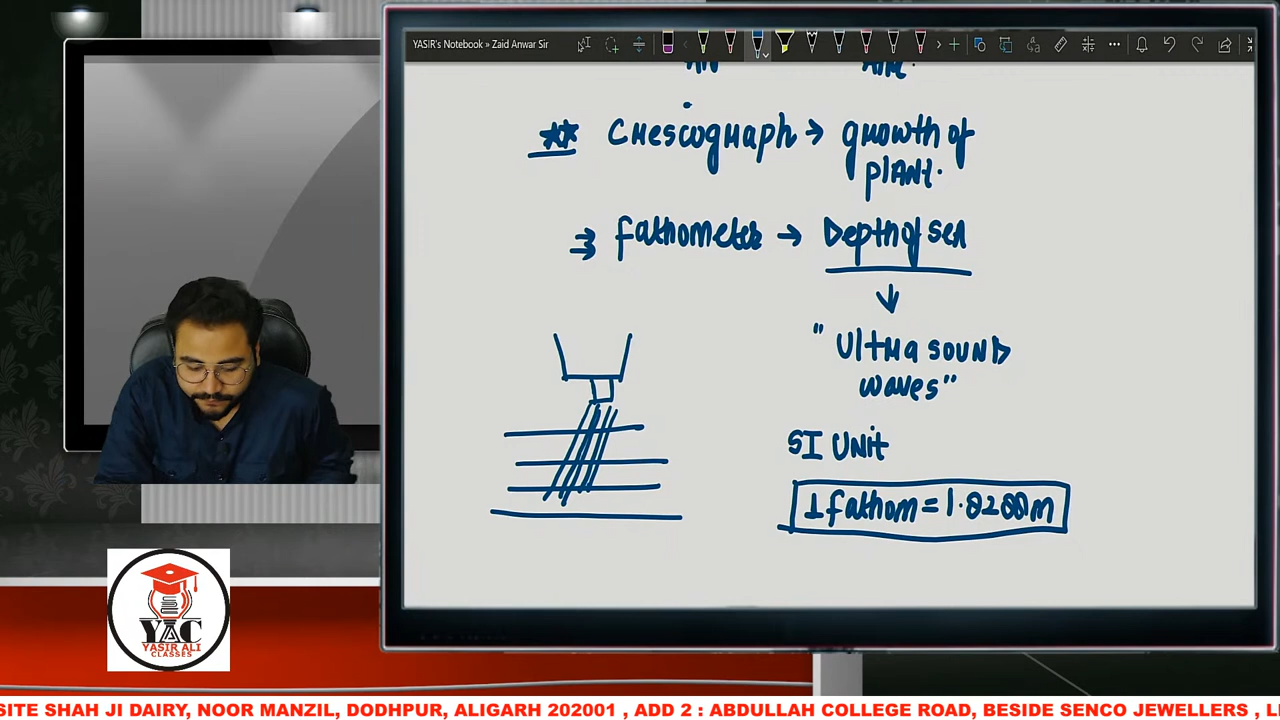 YASIR's Notebook » Zaid Anwar Sir
** Crescograph → growth of
plant.
⇒ fathometer → Depth of sea
↓
"Ultra sound
waves"
SI Unit
1 fathom = 1.8288m
YAC
YASIR ALI
CLASSES
SITE SHAH JI DAIRY, NOOR MANZIL, DODHPUR, ALIGARH 202001 , ADD 2 : ABDULLAH COLLEGE ROAD, BESIDE SENCO JEWELLERS , L